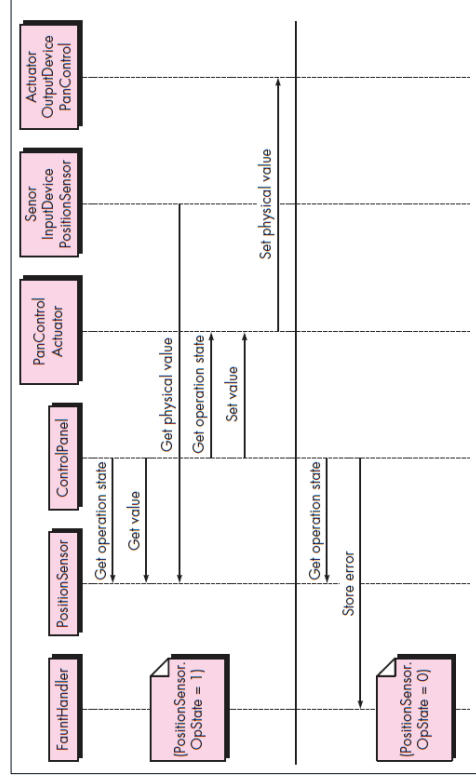 FauntHandler
PositionSensor
ControlPanel
PanControl
Actuator
Senor
InputDevice
PositionSensor
Actuator
OutputDevice
PanControl
(PositionSensor.
OpState = 1)
Get operation state
Get value
Get physical value
Get operation state
Set value
Set physical value
(PositionSensor.
OpState = 0)
Get operation state
Store error